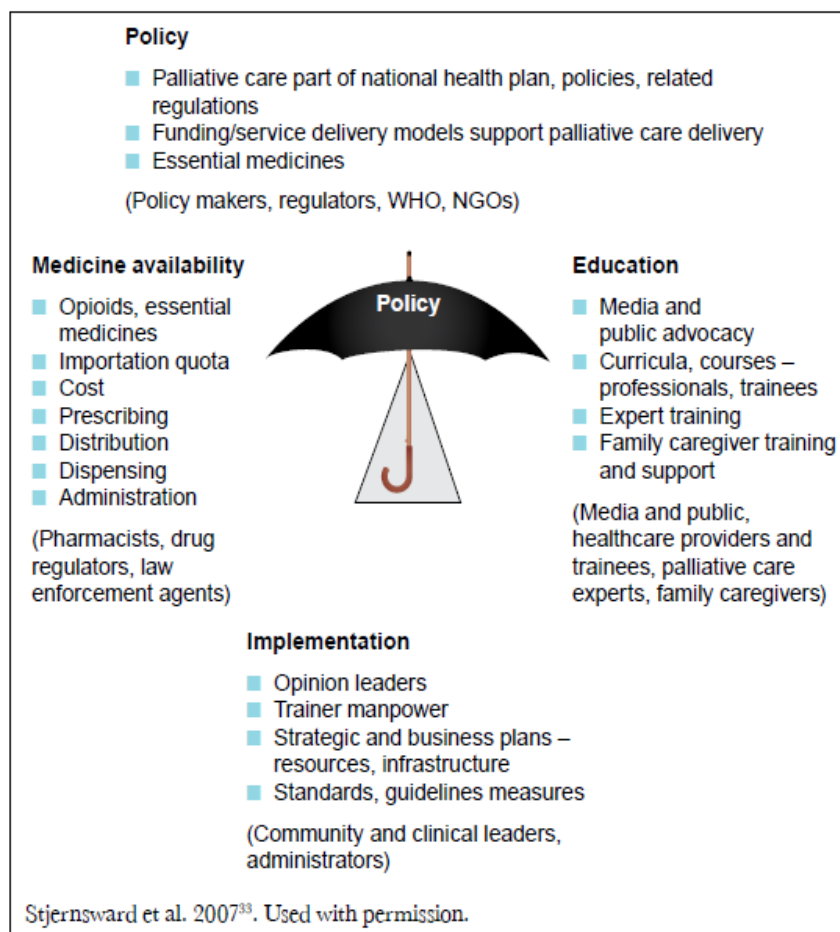 Policy
■ Palliative care part of national health plan, policies, related
regulations
■ Funding/service delivery models support palliative care delivery
■ Essential medicines
(Policy makers, regulators, WHO, NGOs)
Medicine availability
■ Opioids, essential
medicines
■ Importation quota
■ Cost
■ Prescribing
■ Distribution
■ Dispensing
■ Administration
(Pharmacists, drug
regulators, law
enforcement agents)
Policy
Education
■ Media and
public advocacy
■ Curricula, courses –
professionals, trainees
■ Expert training
■ Family caregiver training
and support
(Media and public,
healthcare providers and
trainees, palliative care
experts, family caregivers)
Implementation
■ Opinion leaders
■ Trainer manpower
■ Strategic and business plans –
resources, infrastructure
■ Standards, guidelines measures
(Community and clinical leaders,
administrators)
Stjernsward et al. 2007³³. Used with permission.